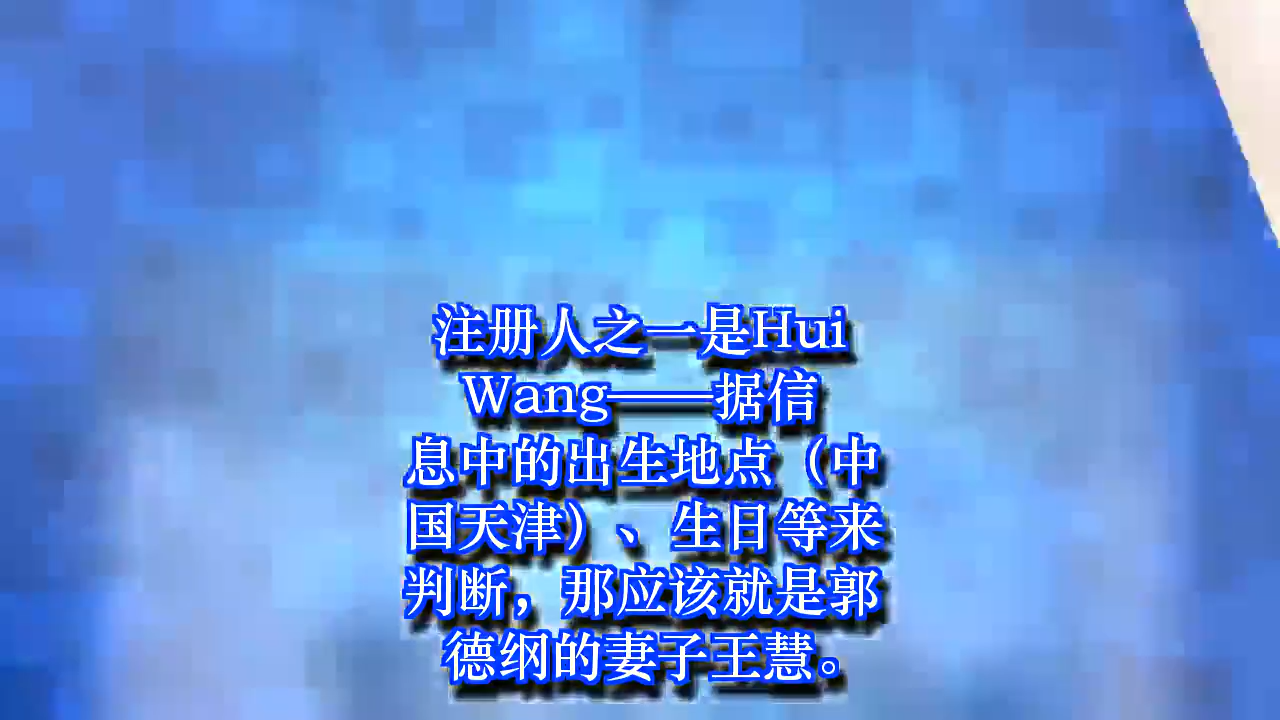 注册人之一是Hui
Wang——据信
息中的出生地点（中
国天津）、生日等来
判断，那应该就是郭
德纲的妻子王慧。